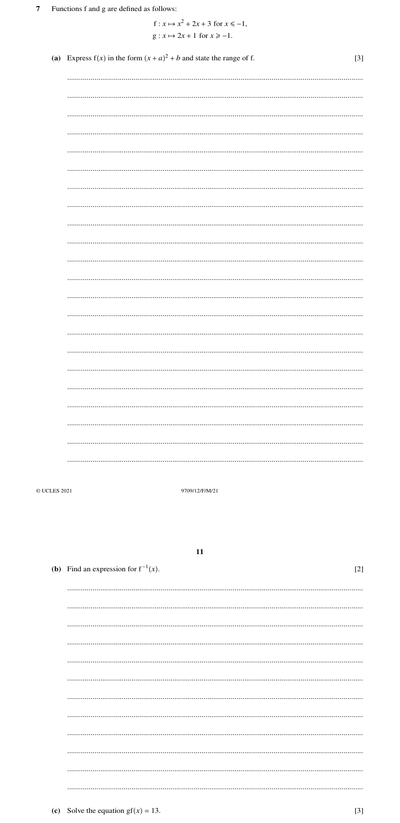 7 Functions f and g are defined as follows:
f : x ↦ x² + 2x + 3 for x ⩽ −1,
g : x ↦ 2x + 1 for x ⩾ −1.
(a) Express f(x) in the form (x + a)² + b and state the range of f. [3]
© UCLES 2021 9709/12/F/M/21
11
(b) Find an expression for f⁻¹(x). [2]
(c) Solve the equation gf(x) = 13. [3]